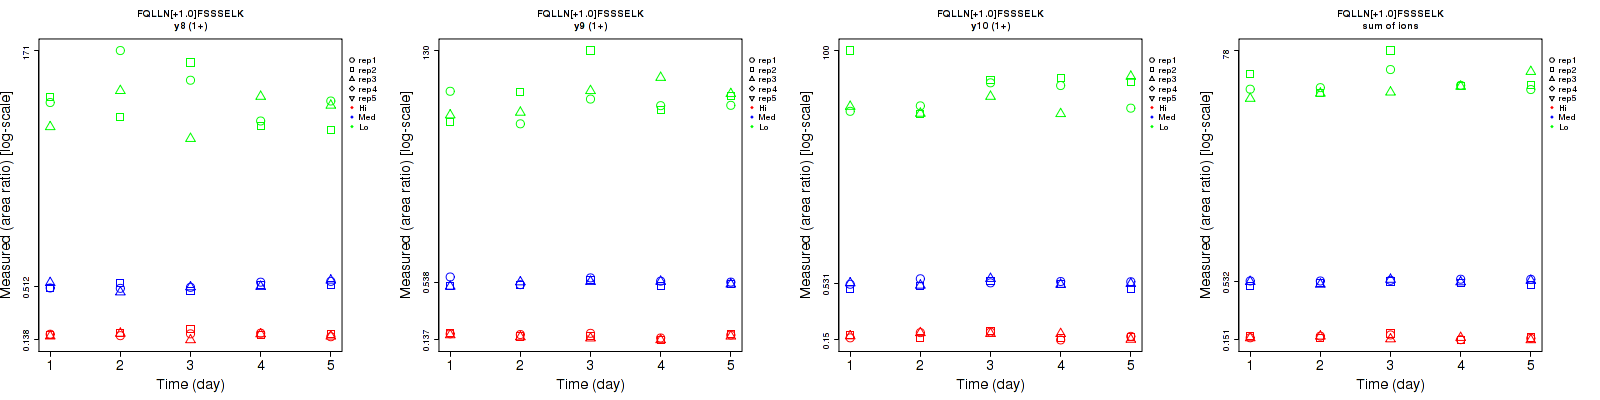 FQLLN[+1.0]FSSSELK
y8 (1+)
Measured (area ratio) [log-scale]
171
0.512
0.138
1 2 3 4 5
Time (day)
rep1
rep2
rep3
rep4
rep5
Hi
Med
Lo
FQLLN[+1.0]FSSSELK
y9 (1+)
Measured (area ratio) [log-scale]
130
0.538
0.137
1 2 3 4 5
Time (day)
rep1
rep2
rep3
rep4
rep5
Hi
Med
Lo
FQLLN[+1.0]FSSSELK
y10 (1+)
Measured (area ratio) [log-scale]
100
0.531
0.15
1 2 3 4 5
Time (day)
rep1
rep2
rep3
rep4
rep5
Hi
Med
Lo
FQLLN[+1.0]FSSSELK
sum of ions
Measured (area ratio) [log-scale]
78
0.532
0.151
1 2 3 4 5
Time (day)
rep1
rep2
rep3
rep4
rep5
Hi
Med
Lo